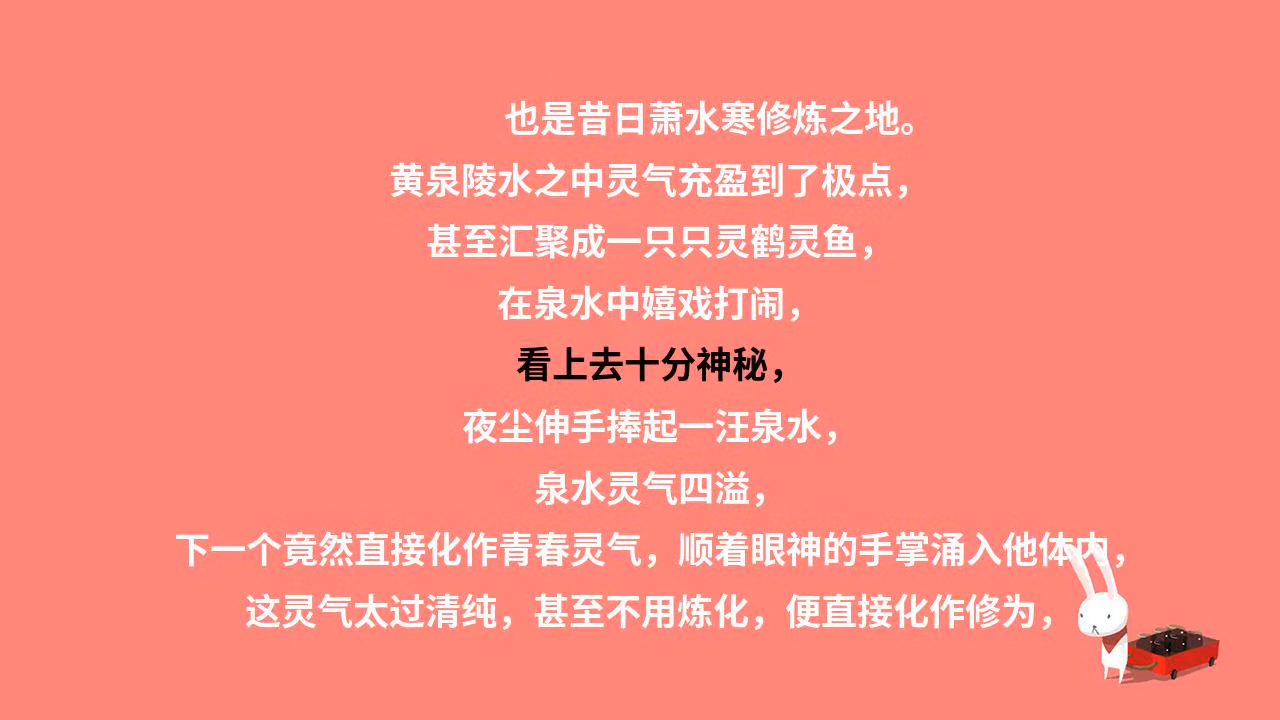 也是昔日萧水寒修炼之地。
黄泉陵水之中灵气充盈到了极点，
甚至汇聚成一只只灵鹤灵鱼，
在泉水中嬉戏打闹，
看上去十分神秘，
夜尘伸手捧起一汪泉水，
泉水灵气四溢，
下一个竟然直接化作青春灵气，顺着眼神的手掌涌入他体内，
这灵气太过清纯，甚至不用炼化，便直接化作修为，